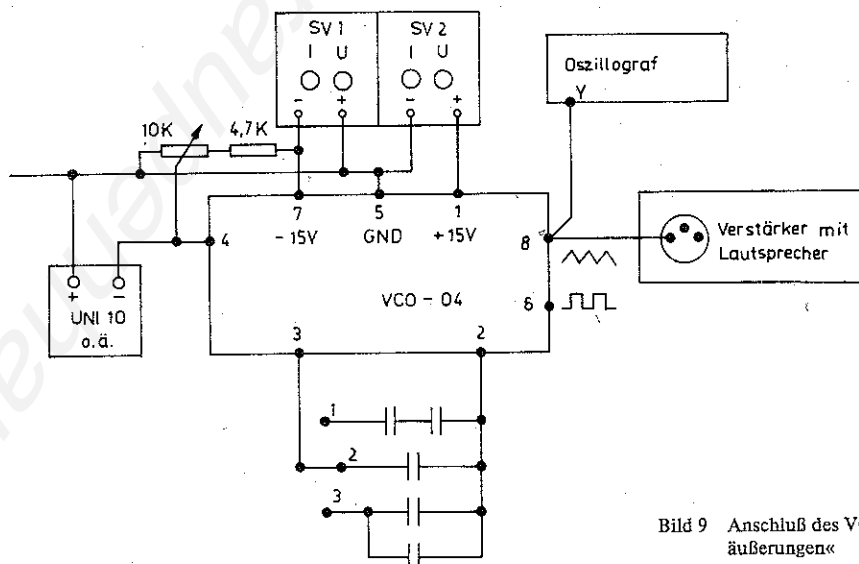 SV 1 SV 2
I U I U
Oszillograf
Y
- + - +
10K 4,7K
7 5 1
- 15V GND +15V
4
8
Verstärker mit
Lautsprecher
+ -
UNI 10
o.ä.
VCO - 04
6
3 2
1
2
3
Bild 9 Anschluß des
äußerungen«